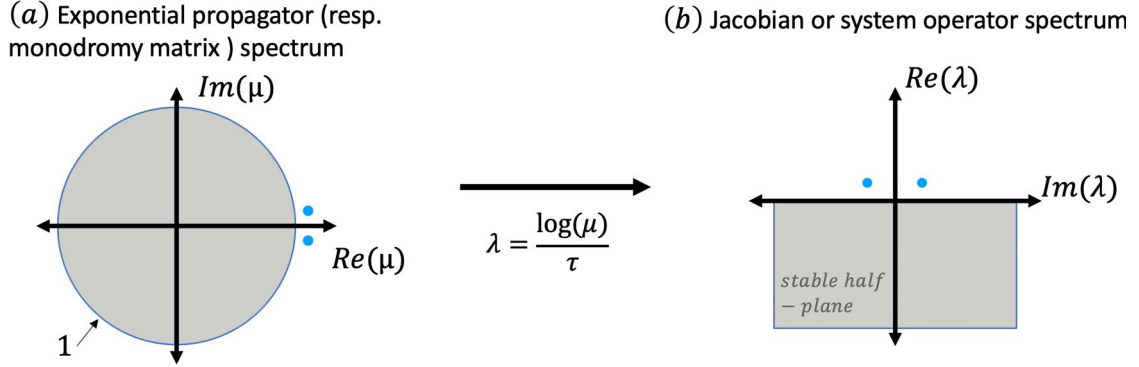 (a) Exponential propagator (resp.
monodromy matrix ) spectrum
(b) Jacobian or system operator spectrum
Im(μ)
Re(μ)
1
λ = log(μ) / τ
Re(λ)
Im(λ)
stable half
− plane